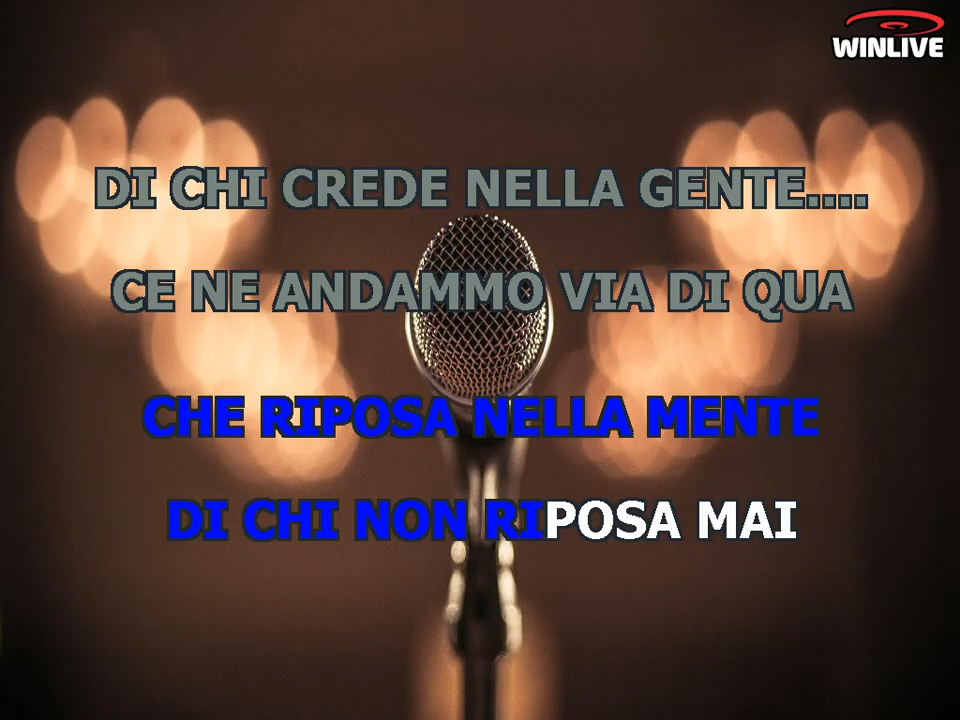 WINLIVE
DI CHI CREDE NELLA GENTE....
CE NE ANDAMMO VIA DI QUA
CHE RIPOSA NELLA MENTE
DI CHI NON RIPOSA MAI